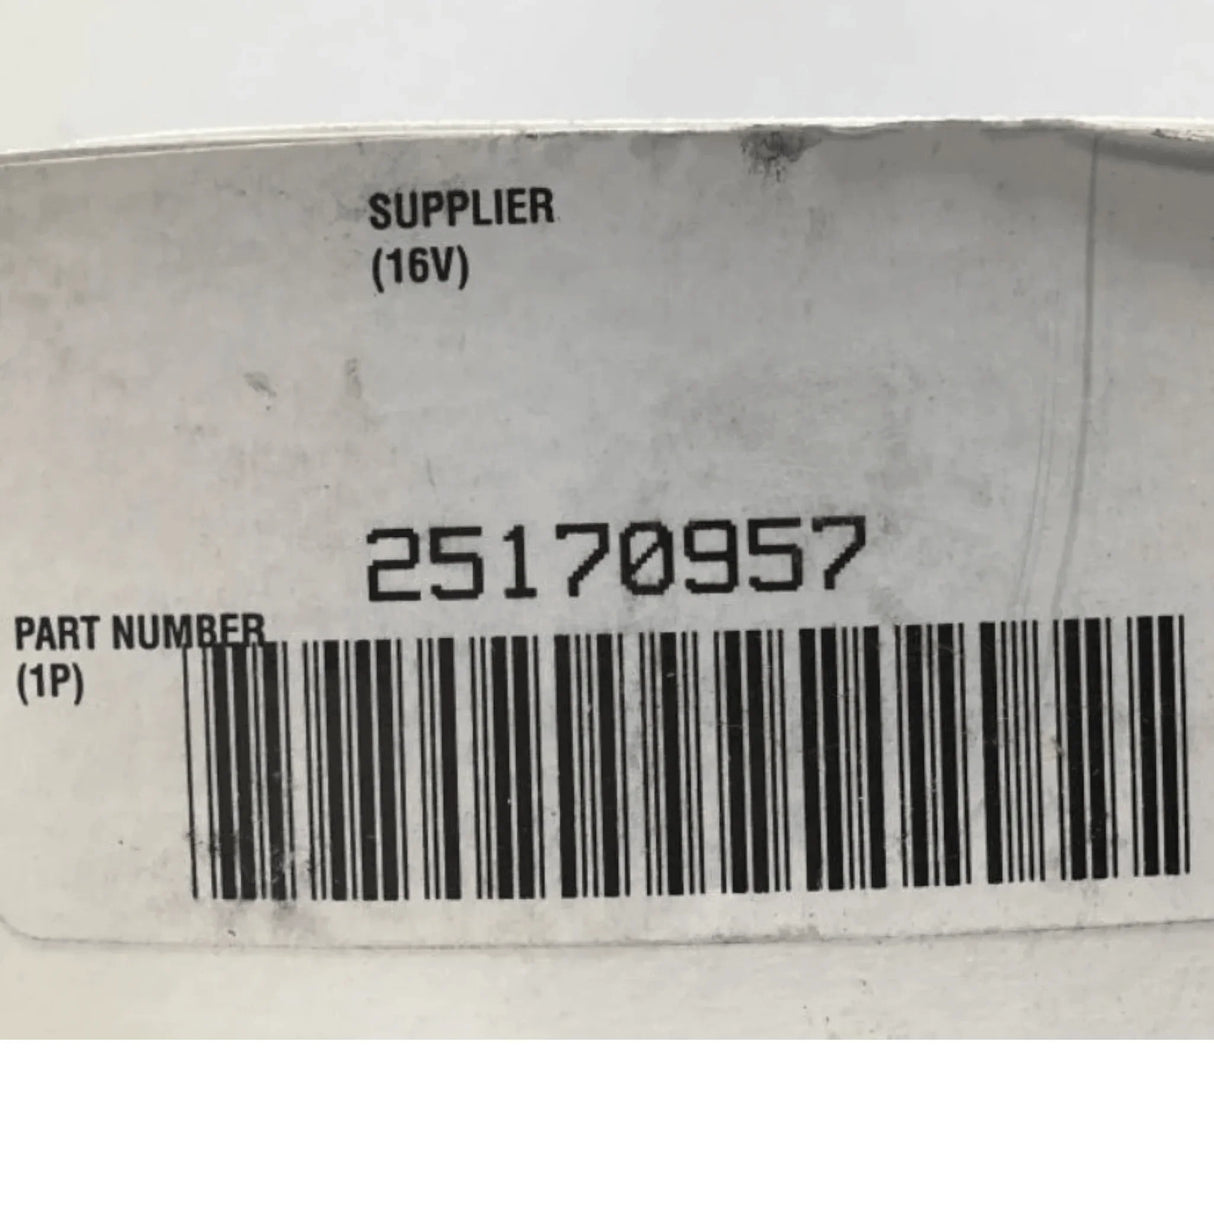 SUPPLIER
(16V)
25170957
PART NUMBER
(1P)